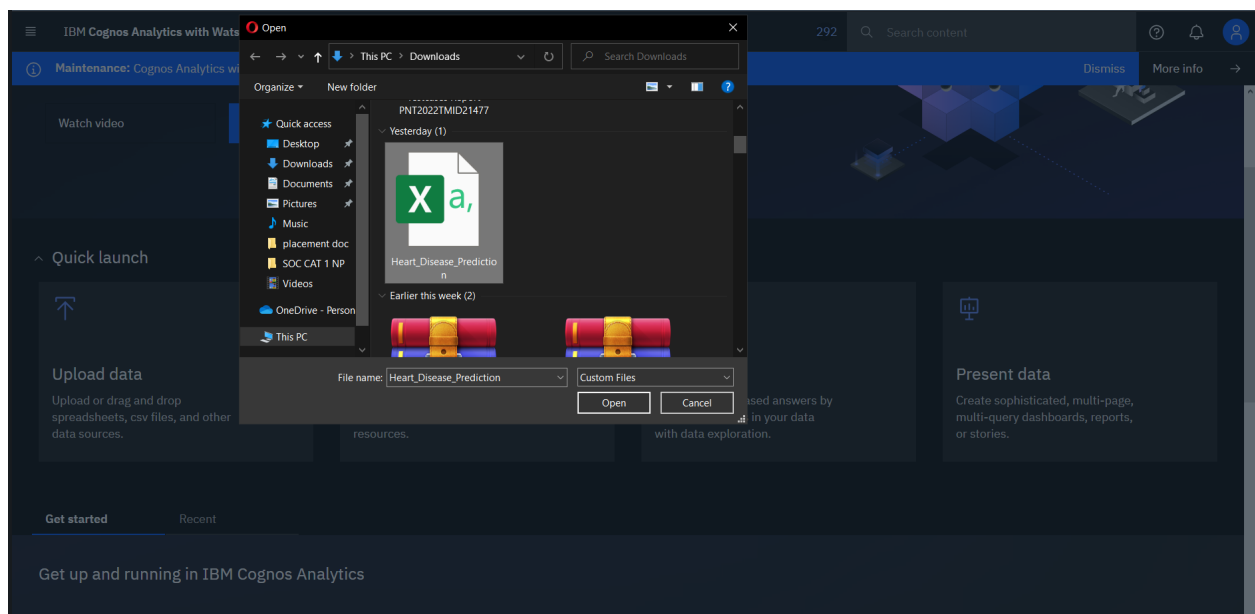 IBM Cognos Analytics with Wats
292
Search content
Maintenance: Cognos Analytics wi
Dismiss
More info
Watch video
Quick launch
Upload data
Upload or drag and drop
spreadsheets, csv files, and other
data sources.
resources.
ased answers by
in your data
with data exploration.
Present data
Create sophisticated, multi-page,
multi-query dashboards, reports,
or stories.
Get started
Recent
Get up and running in IBM Cognos Analytics
Open
This PC
Downloads
Search Downloads
Organize
New folder
Quick access
Desktop
Downloads
Documents
Pictures
Music
placement doc
SOC CAT 1 NP
Videos
OneDrive - Person
This PC
PNT2022TMID21477
Yesterday (1)
X a,
Heart_Disease_Predictio
n
Earlier this week (2)
File name:
Heart_Disease_Prediction
Custom Files
Open
Cancel